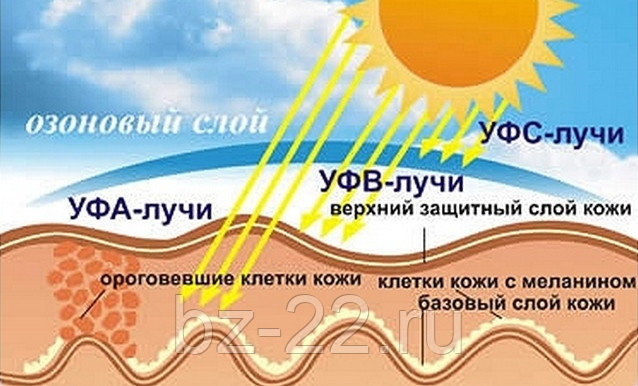 озоновый слой
УФС-лучи
УФВ-лучи
УФА-лучи
верхний защитный слой кожи
ороговевшие клетки кожи
клетки кожи с меланином
базовый слой кожи
bz-22.ru